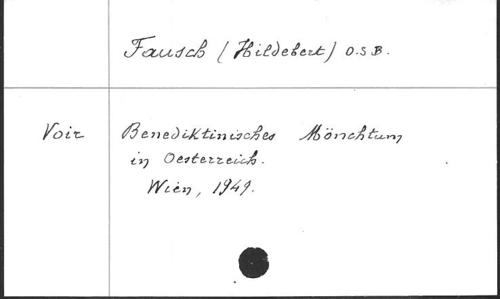 Fausch (Hildebert) O.S.B.
Voir Benediktinisches Mönchtum
in Oesterreich.
Wien, 1949.